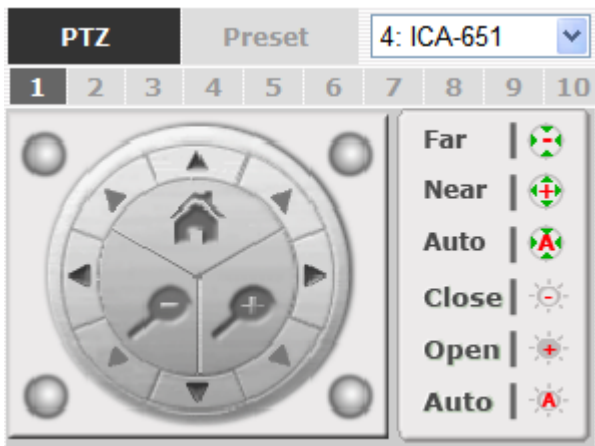 PTZ Preset 4: ICA-651
1 2 3 4 5 6 7 8 9 10
Far
Near
Auto
Close
Open
Auto